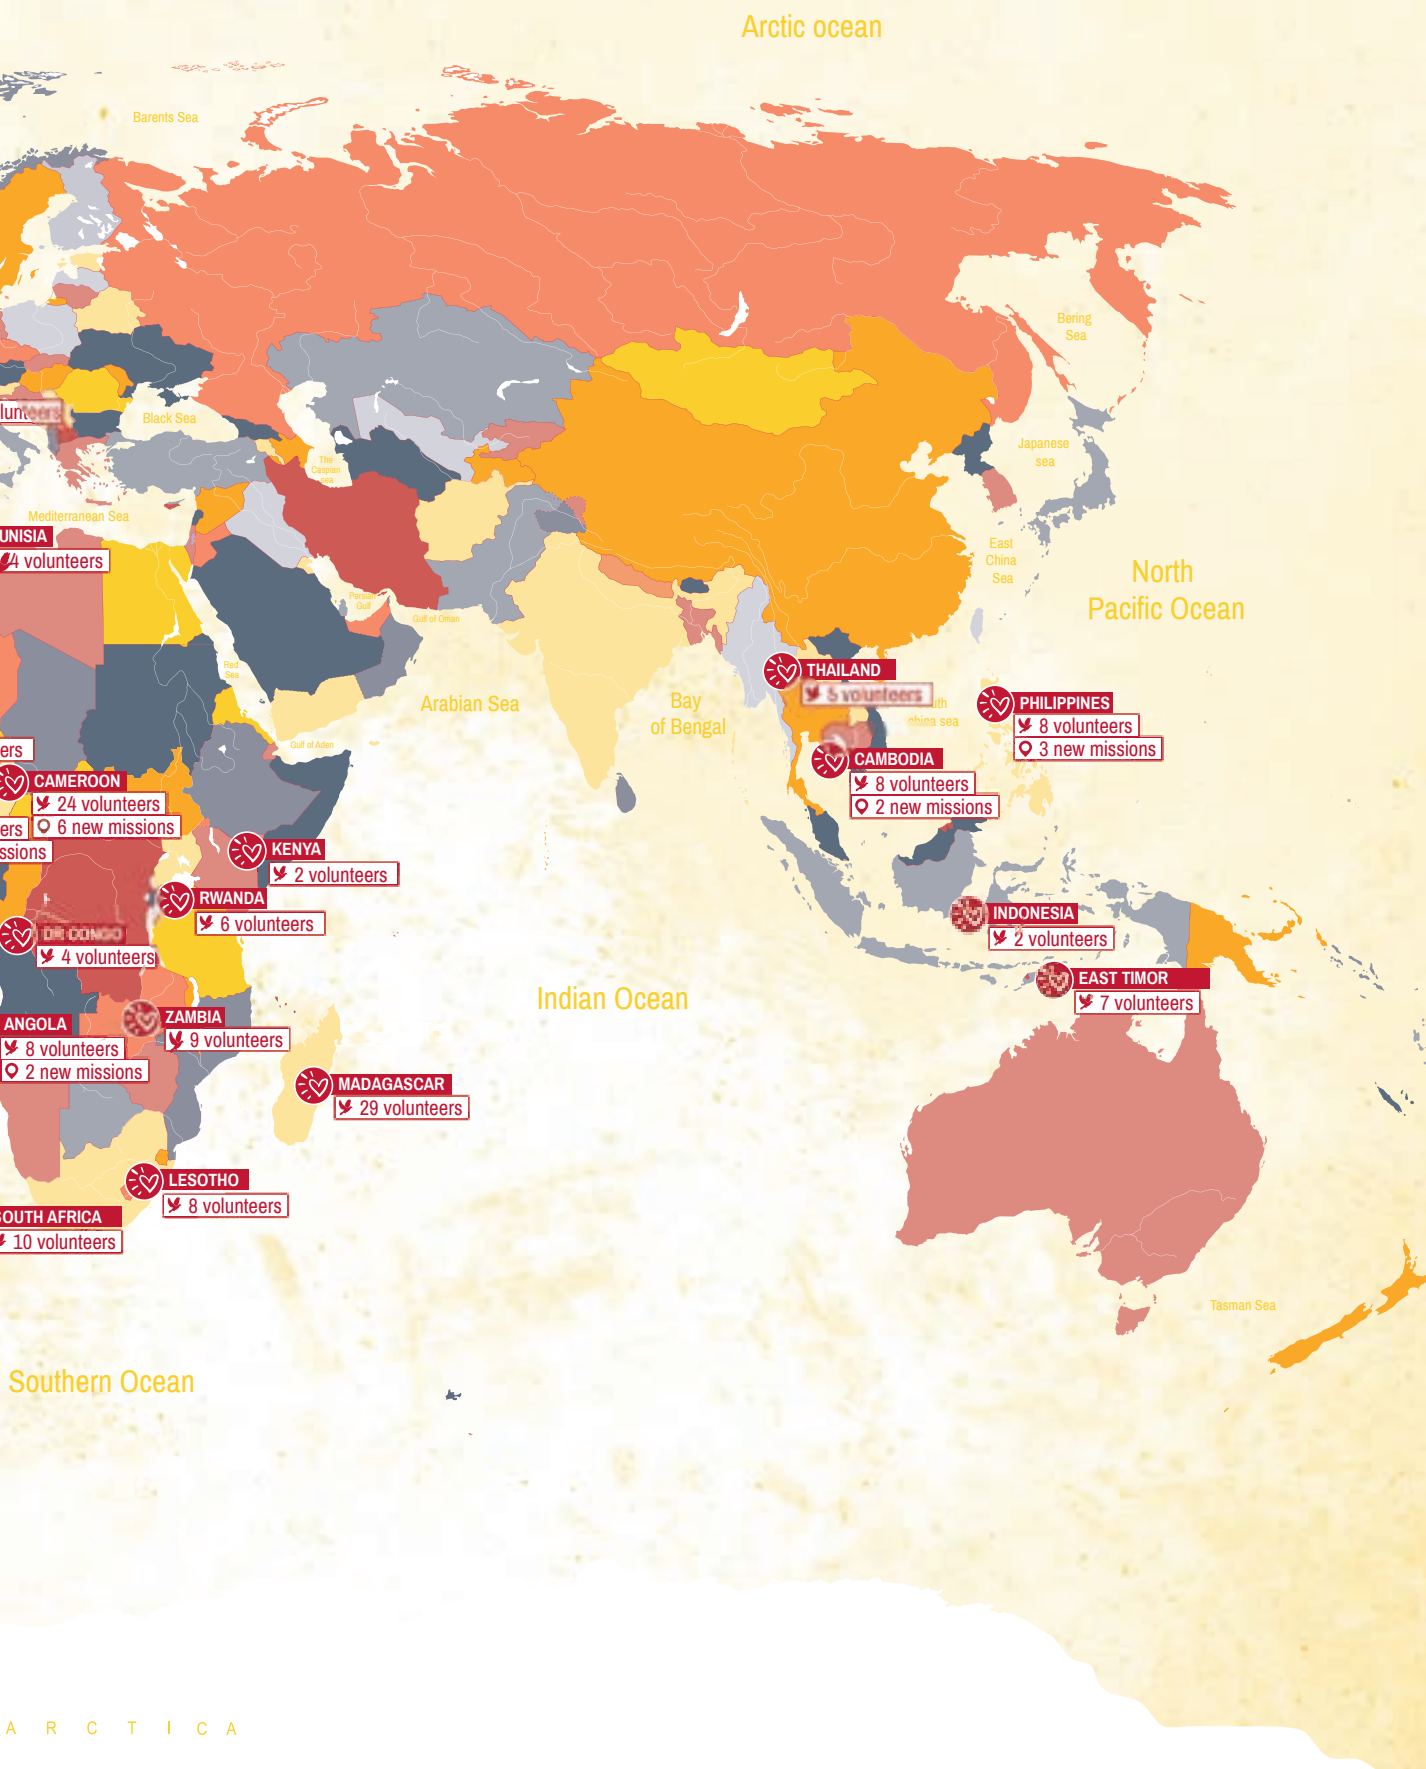 Arctic ocean
Barents Sea
Bering
Sea
Black Sea
Japanese
sea
The
Caspian
sea
Mediterranean Sea
UNISIA
4 volunteers
East
China
Sea
North
Pacific Ocean
Persian
Gulf
Gulf of Oman
Red
Sea
Arabian Sea
Bay
of Bengal
THAILAND
5 volunteers
uth
china sea
PHILIPPINES
8 volunteers
3 new missions
Gulf of Aden
ers
CAMEROON
24 volunteers
6 new missions
ers
ssions
CAMBODIA
8 volunteers
2 new missions
KENYA
2 volunteers
RWANDA
6 volunteers
DR CONGO
4 volunteers
INDONESIA
2 volunteers
EAST TIMOR
7 volunteers
Indian Ocean
ZAMBIA
9 volunteers
ANGOLA
8 volunteers
2 new missions
MADAGASCAR
29 volunteers
LESOTHO
8 volunteers
SOUTH AFRICA
10 volunteers
Tasman Sea
Southern Ocean
A R C T I C A